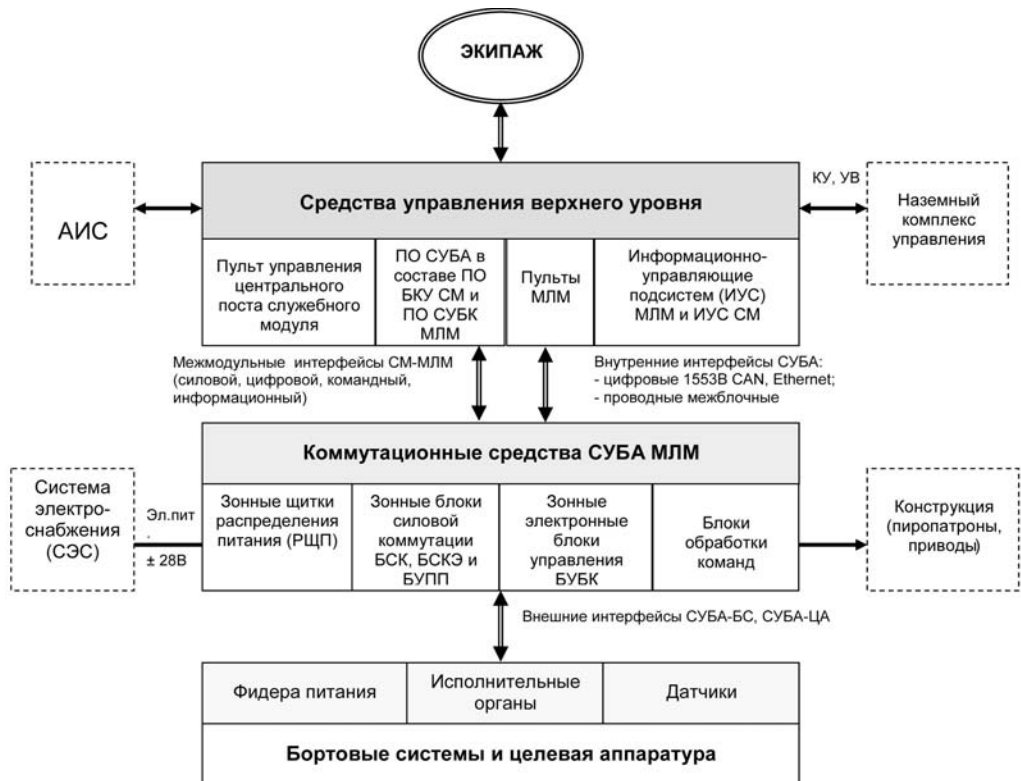 ЭКИПАЖ
АИС
Средства управления верхнего уровня
КУ, УВ
Наземный
комплекс
управления
Пульт управления
центрального
поста служебного
модуля
ПО СУБА в
составе ПО
БКУ СМ и
ПО СУБК
МЛМ
Пульты
МЛМ
Информационно-
управляющие
подсистем (ИУС)
МЛМ и ИУС СМ
Межмодульные интерфейсы СМ-МЛМ
(силовой, цифровой, командный,
информационный)
Внутренние интерфейсы СУБА:
- цифровые 1553В CAN, Ethernet;
- проводные межблочные
Коммутационные средства СУБА МЛМ
Система
электро-
снабжения
(СЭС)
Эл.пит
.
± 28В
Зонные щитки
распределения
питания (РЩП)
Зонные блоки
силовой
коммутации
БСК, БСКЭ и
БУПП
Зонные
электронные
блоки
управления
БУБК
Блоки
обработки
команд
Конструкция
(пиропатроны,
приводы)
Внешние интерфейсы СУБА-БС, СУБА-ЦА
Фидера питания
Исполнительные
органы
Датчики
Бортовые системы и целевая аппаратура